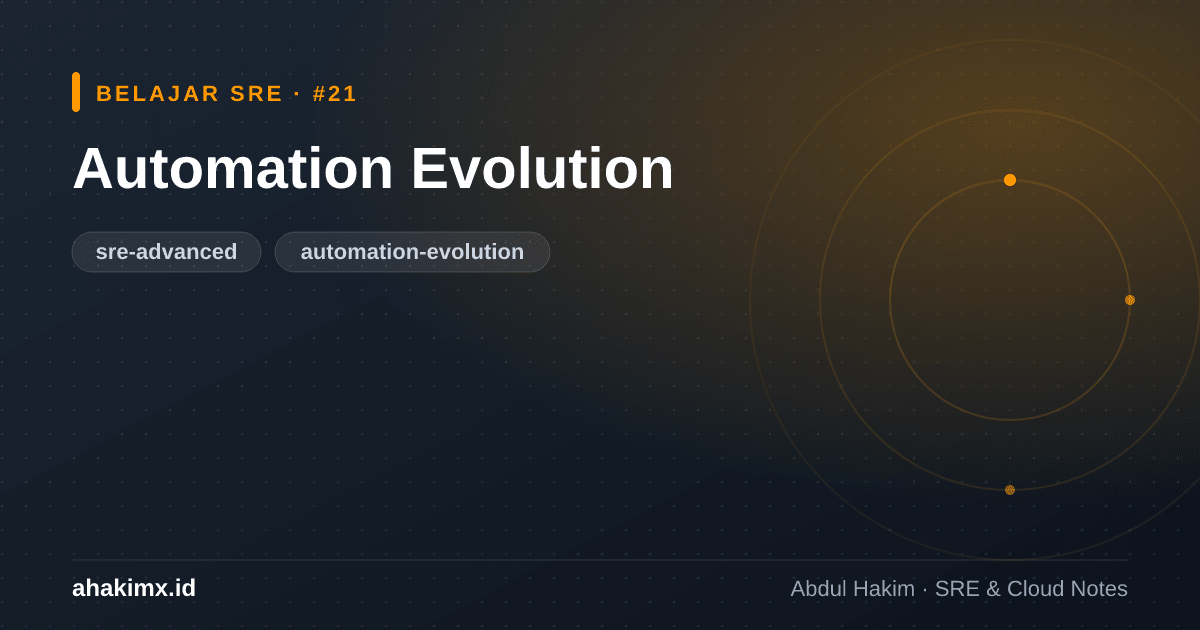 BELAJAR SRE · #21
Automation Evolution
sre-advanced automation-evolution
ahakimx.id
Abdul Hakim · SRE & Cloud Notes